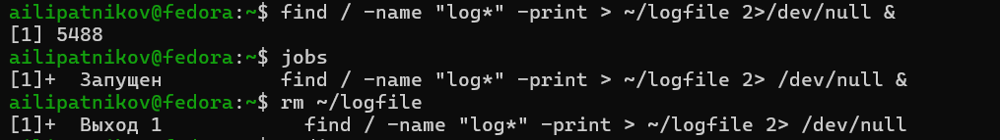 ailipatnikov@fedora:~$ find / -name "log*" -print > ~/logfile 2>/dev/null &
[1] 5488
ailipatnikov@fedora:~$ jobs
[1]+  Запущен          find / -name "log*" -print > ~/logfile 2> /dev/null &
ailipatnikov@fedora:~$ rm ~/logfile
[1]+  Выход 1            find / -name "log*" -print > ~/logfile 2> /dev/null